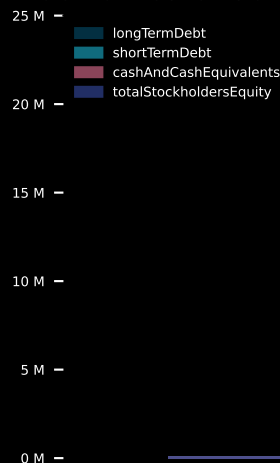 25 M
longTermDebt
shortTermDebt
cashAndCashEquivalents
totalStockholdersEquity
20 M
15 M
10 M
5 M
0 M